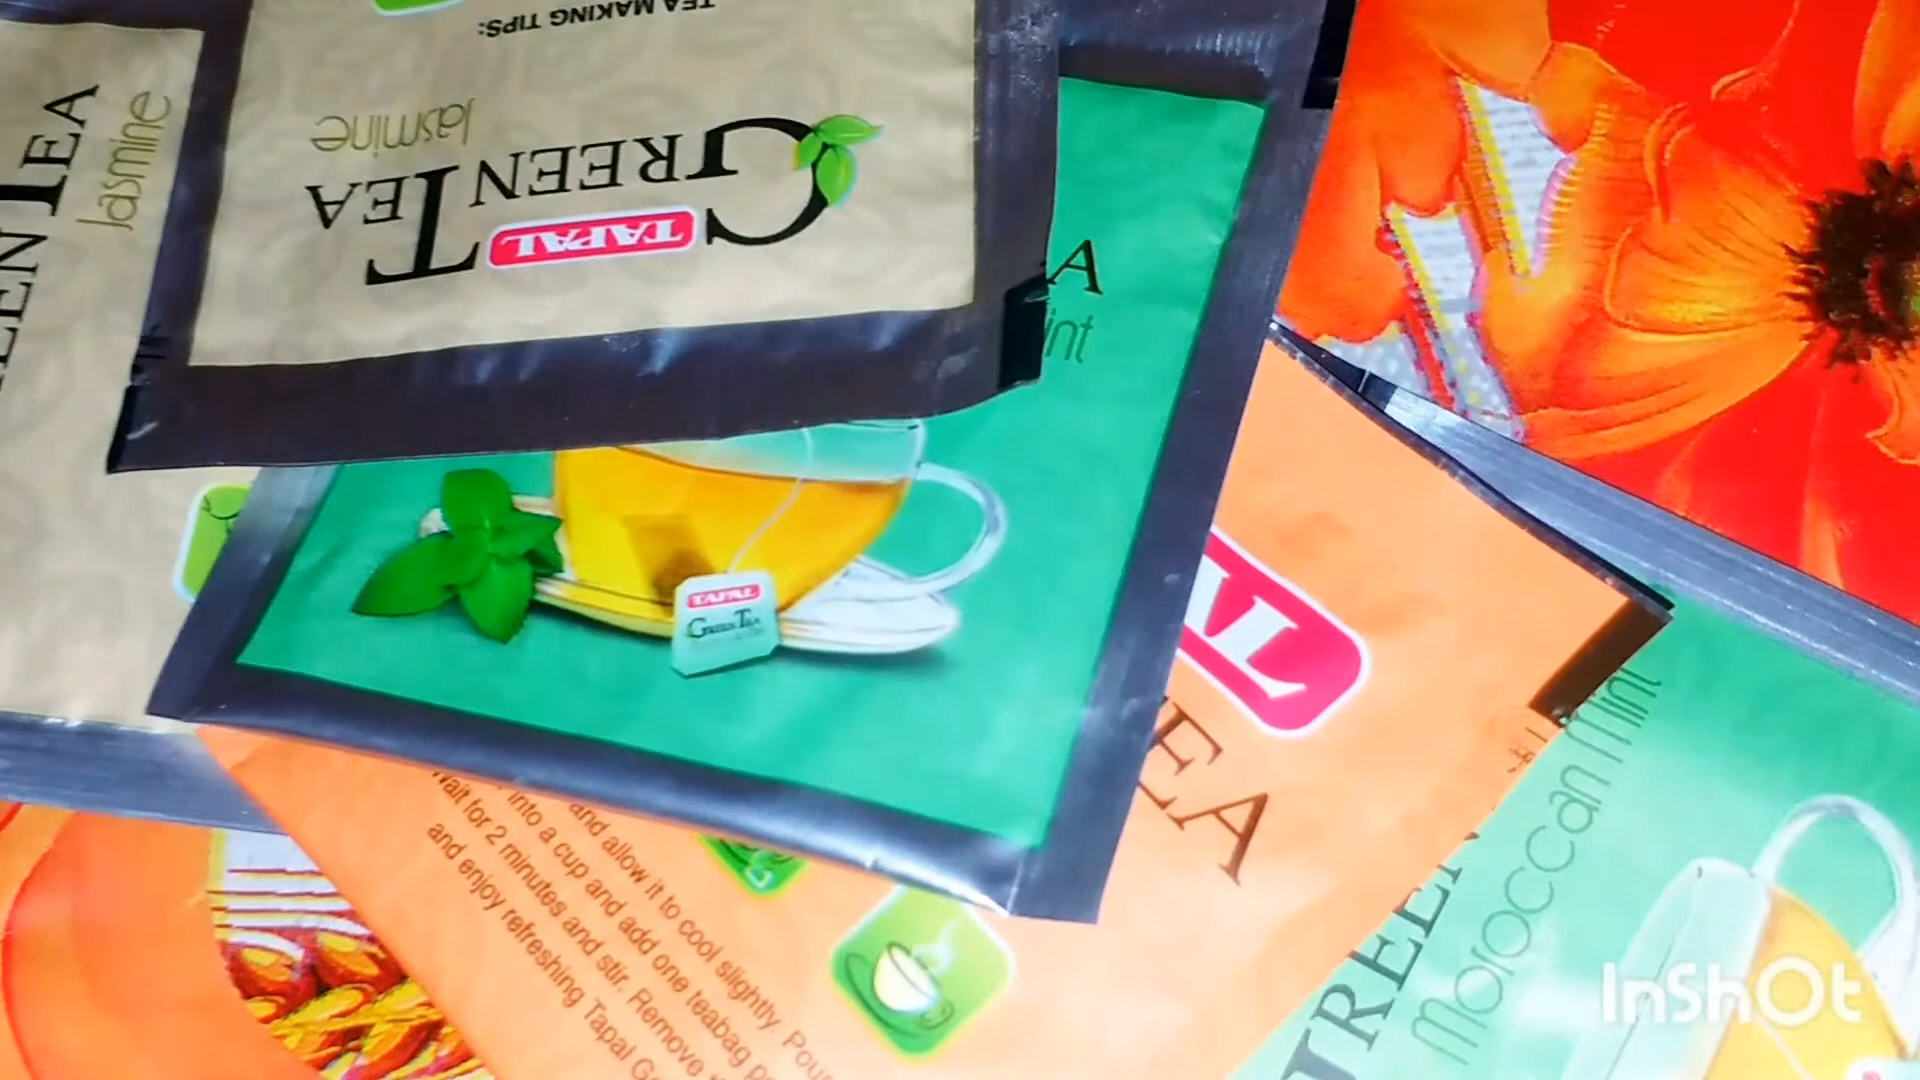 TEA MAKING TIPS:
Jasmine
GREEN TEA
TAPAL
TEA
Jasmine
A
int
TAPAL
GREEN TEA
EA
and allow it to cool slightly. Pour
into a cup and add one teabag
Wait for 2 minutes and stir. Remove
and enjoy refreshing Tapal
Moroccan Mint
InShOt